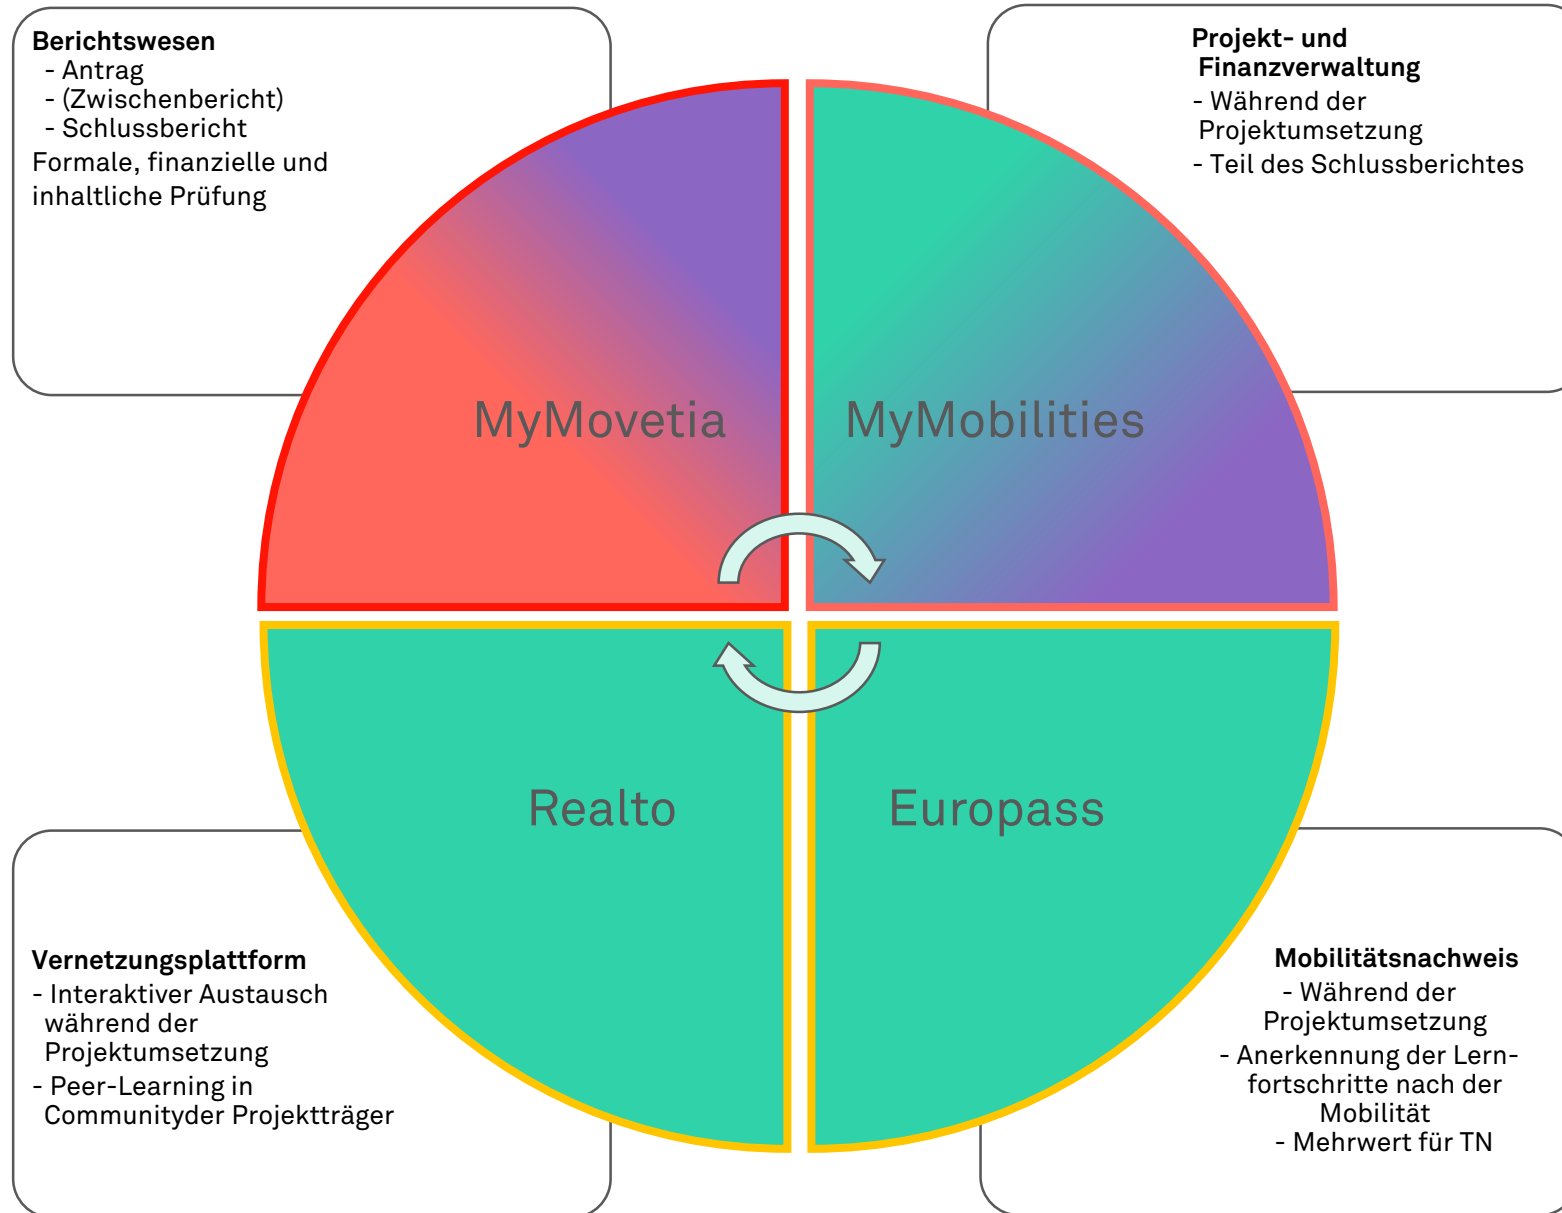 Berichtswesen
- Antrag
- (Zwischenbericht)
- Schlussbericht
Formale, finanzielle und
inhaltliche Prüfung
Projekt- und
Finanzverwaltung
- Während der
Projektumsetzung
- Teil des Schlussberichtes
MyMovetia
MyMobilities
Realto
Europass
Vernetzungsplattform
- Interaktiver Austausch
während der
Projektumsetzung
- Peer-Learning in
Communityder Projektträger
Mobilitätsnachweis
- Während der
Projektumsetzung
- Anerkennung der Lern-
fortschritte nach der
Mobilität
- Mehrwert für TN